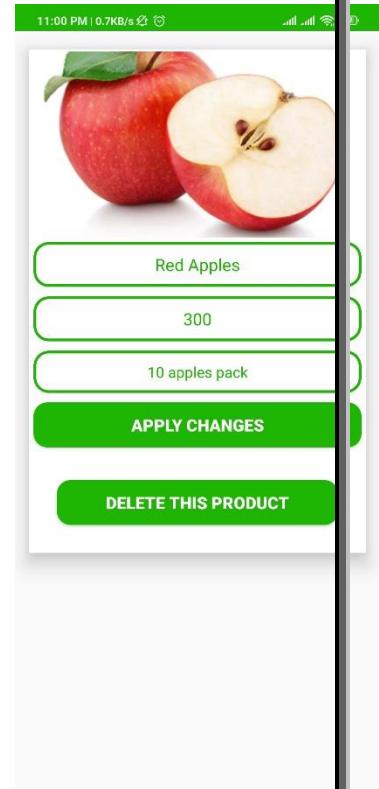 11:00 PM | 0.7KB/s
Red Apples
300
10 apples pack
APPLY CHANGES
DELETE THIS PRODUCT